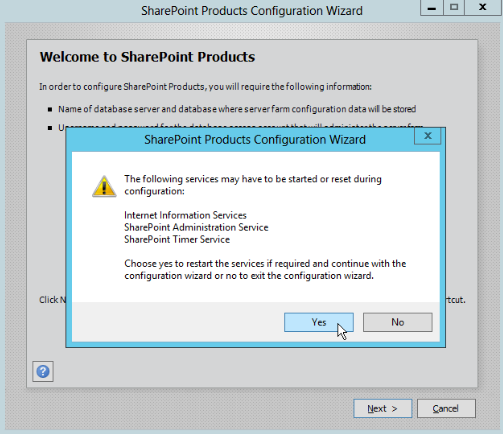 SharePoint Products Configuration Wizard
Welcome to SharePoint Products
In order to configure SharePoint Products, you will require the following information:
Name of database server and database where server farm configuration data will be stored
SharePoint Products Configuration Wizard
x
The following services may have to be started or reset during
configuration:
Internet Information Services
SharePoint Administration Service
SharePoint Timer Service
Choose yes to restart the services if required and continue with the
configuration wizard or no to exit the configuration wizard.
Click N
rtcut.
Yes
No
?
Next >
Cancel